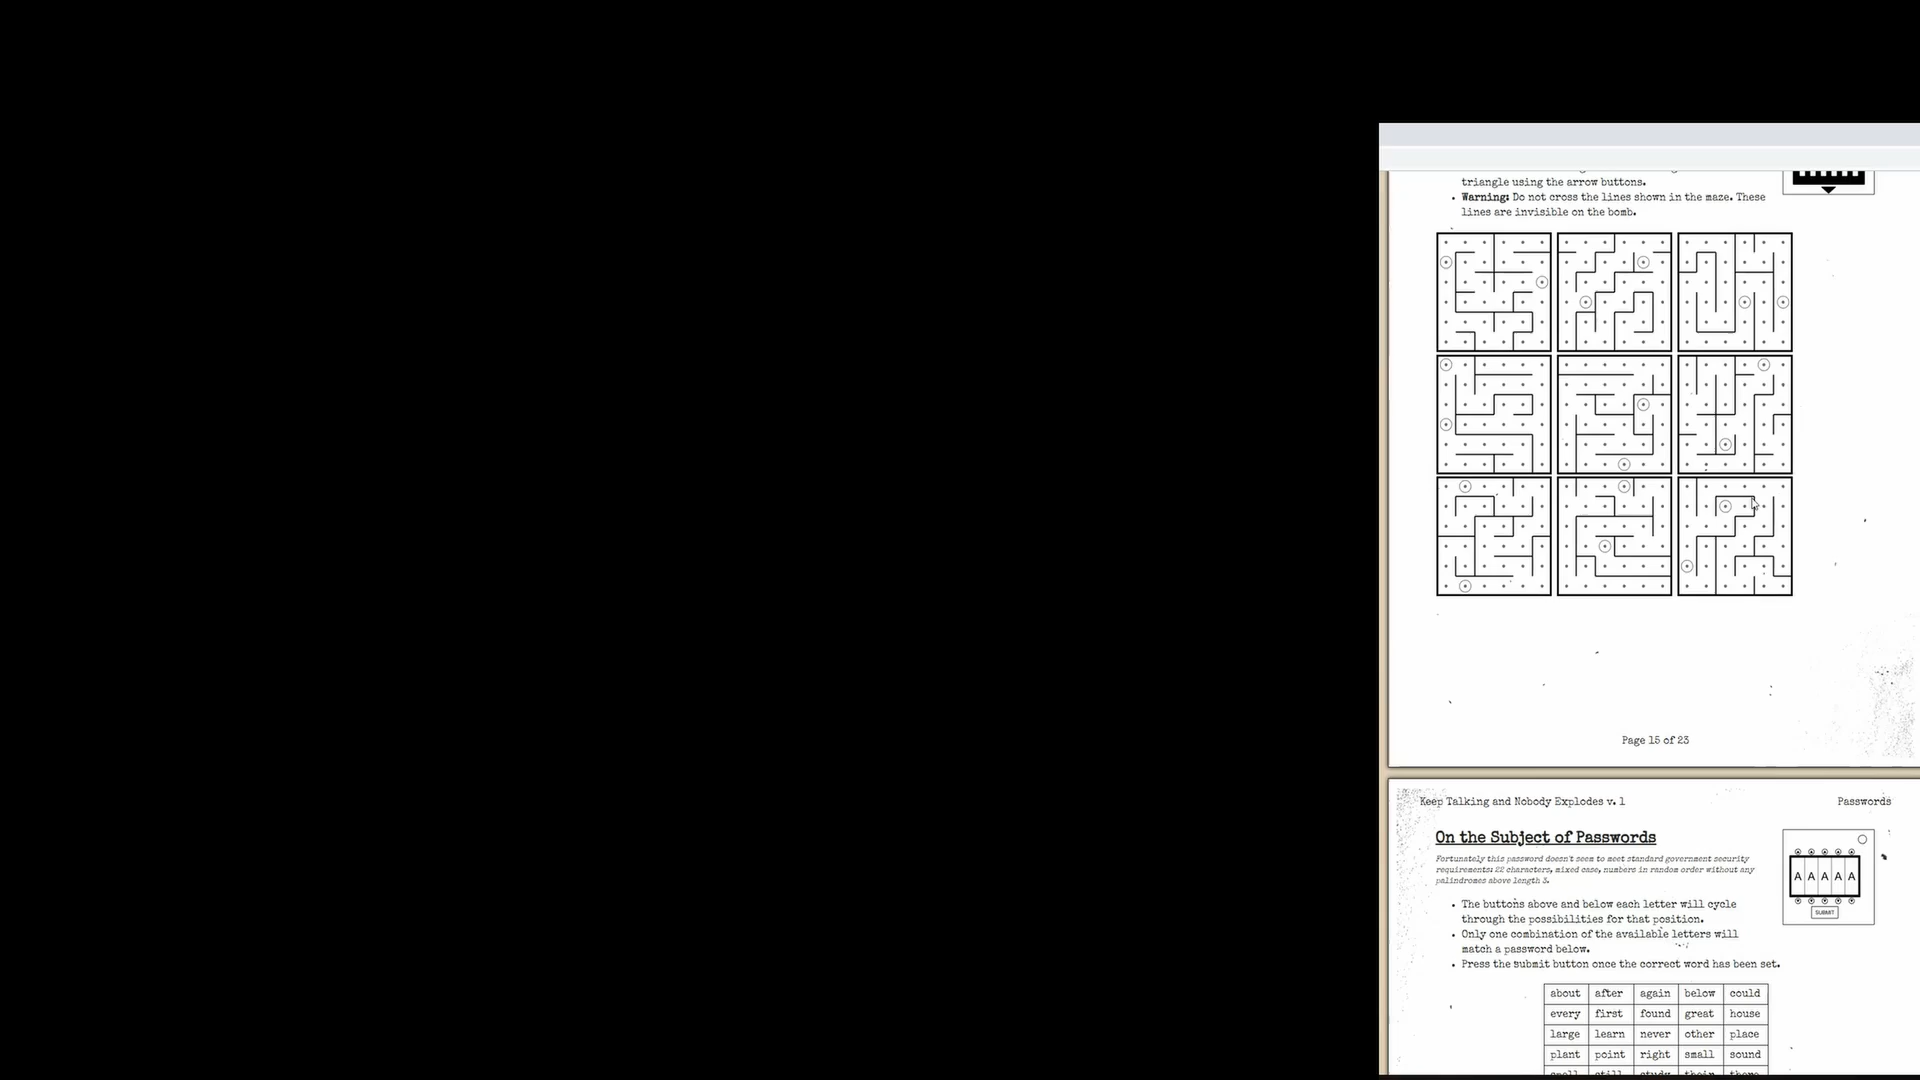 triangle using the arrow buttons.
• Warning: Do not cross the lines shown in the maze. These
lines are invisible on the bomb.
Page 15 of 23
Keep Talking and Nobody Explodes v. 1
Passwords
On the Subject of Passwords
Fortunately this password doesn't seem to meet standard government security
requirements: 22 characters, mixed case, numbers in random order without any
palindromes above length 3.
• The buttons above and below each letter will cycle
through the possibilities for that position.
• Only one combination of the available letters will
match a password below.
• Press the submit button once the correct word has been set.
A A A A A
SUBMIT
about after again below could
every first found great house
large learn never other place
plant point right small sound
spell still study their there